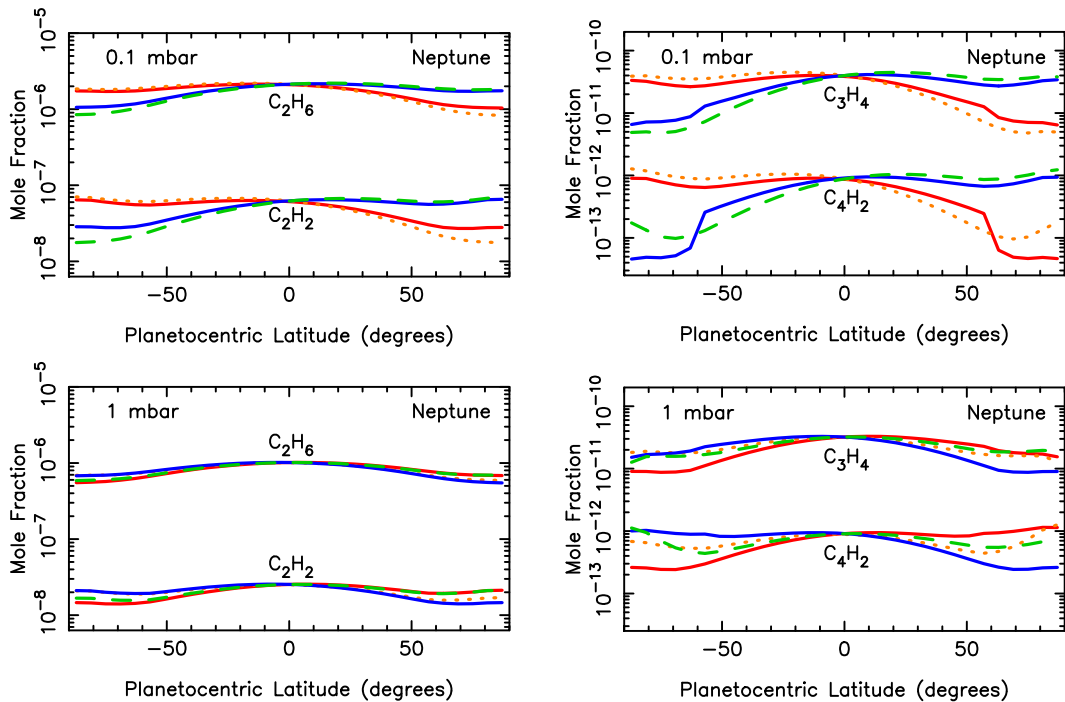 0.1 mbar Neptune
C2H6
C2H2
Mole Fraction
10−5
10−6
10−7
10−8
−50 0 50
Planetocentric Latitude (degrees)
0.1 mbar Neptune
C3H4
C4H2
Mole Fraction
10−10
10−11
10−12
10−13
−50 0 50
Planetocentric Latitude (degrees)
1 mbar Neptune
C2H6
C2H2
Mole Fraction
10−5
10−6
10−7
10−8
−50 0 50
Planetocentric Latitude (degrees)
1 mbar Neptune
C3H4
C4H2
Mole Fraction
10−10
10−11
10−12
10−13
−50 0 50
Planetocentric Latitude (degrees)